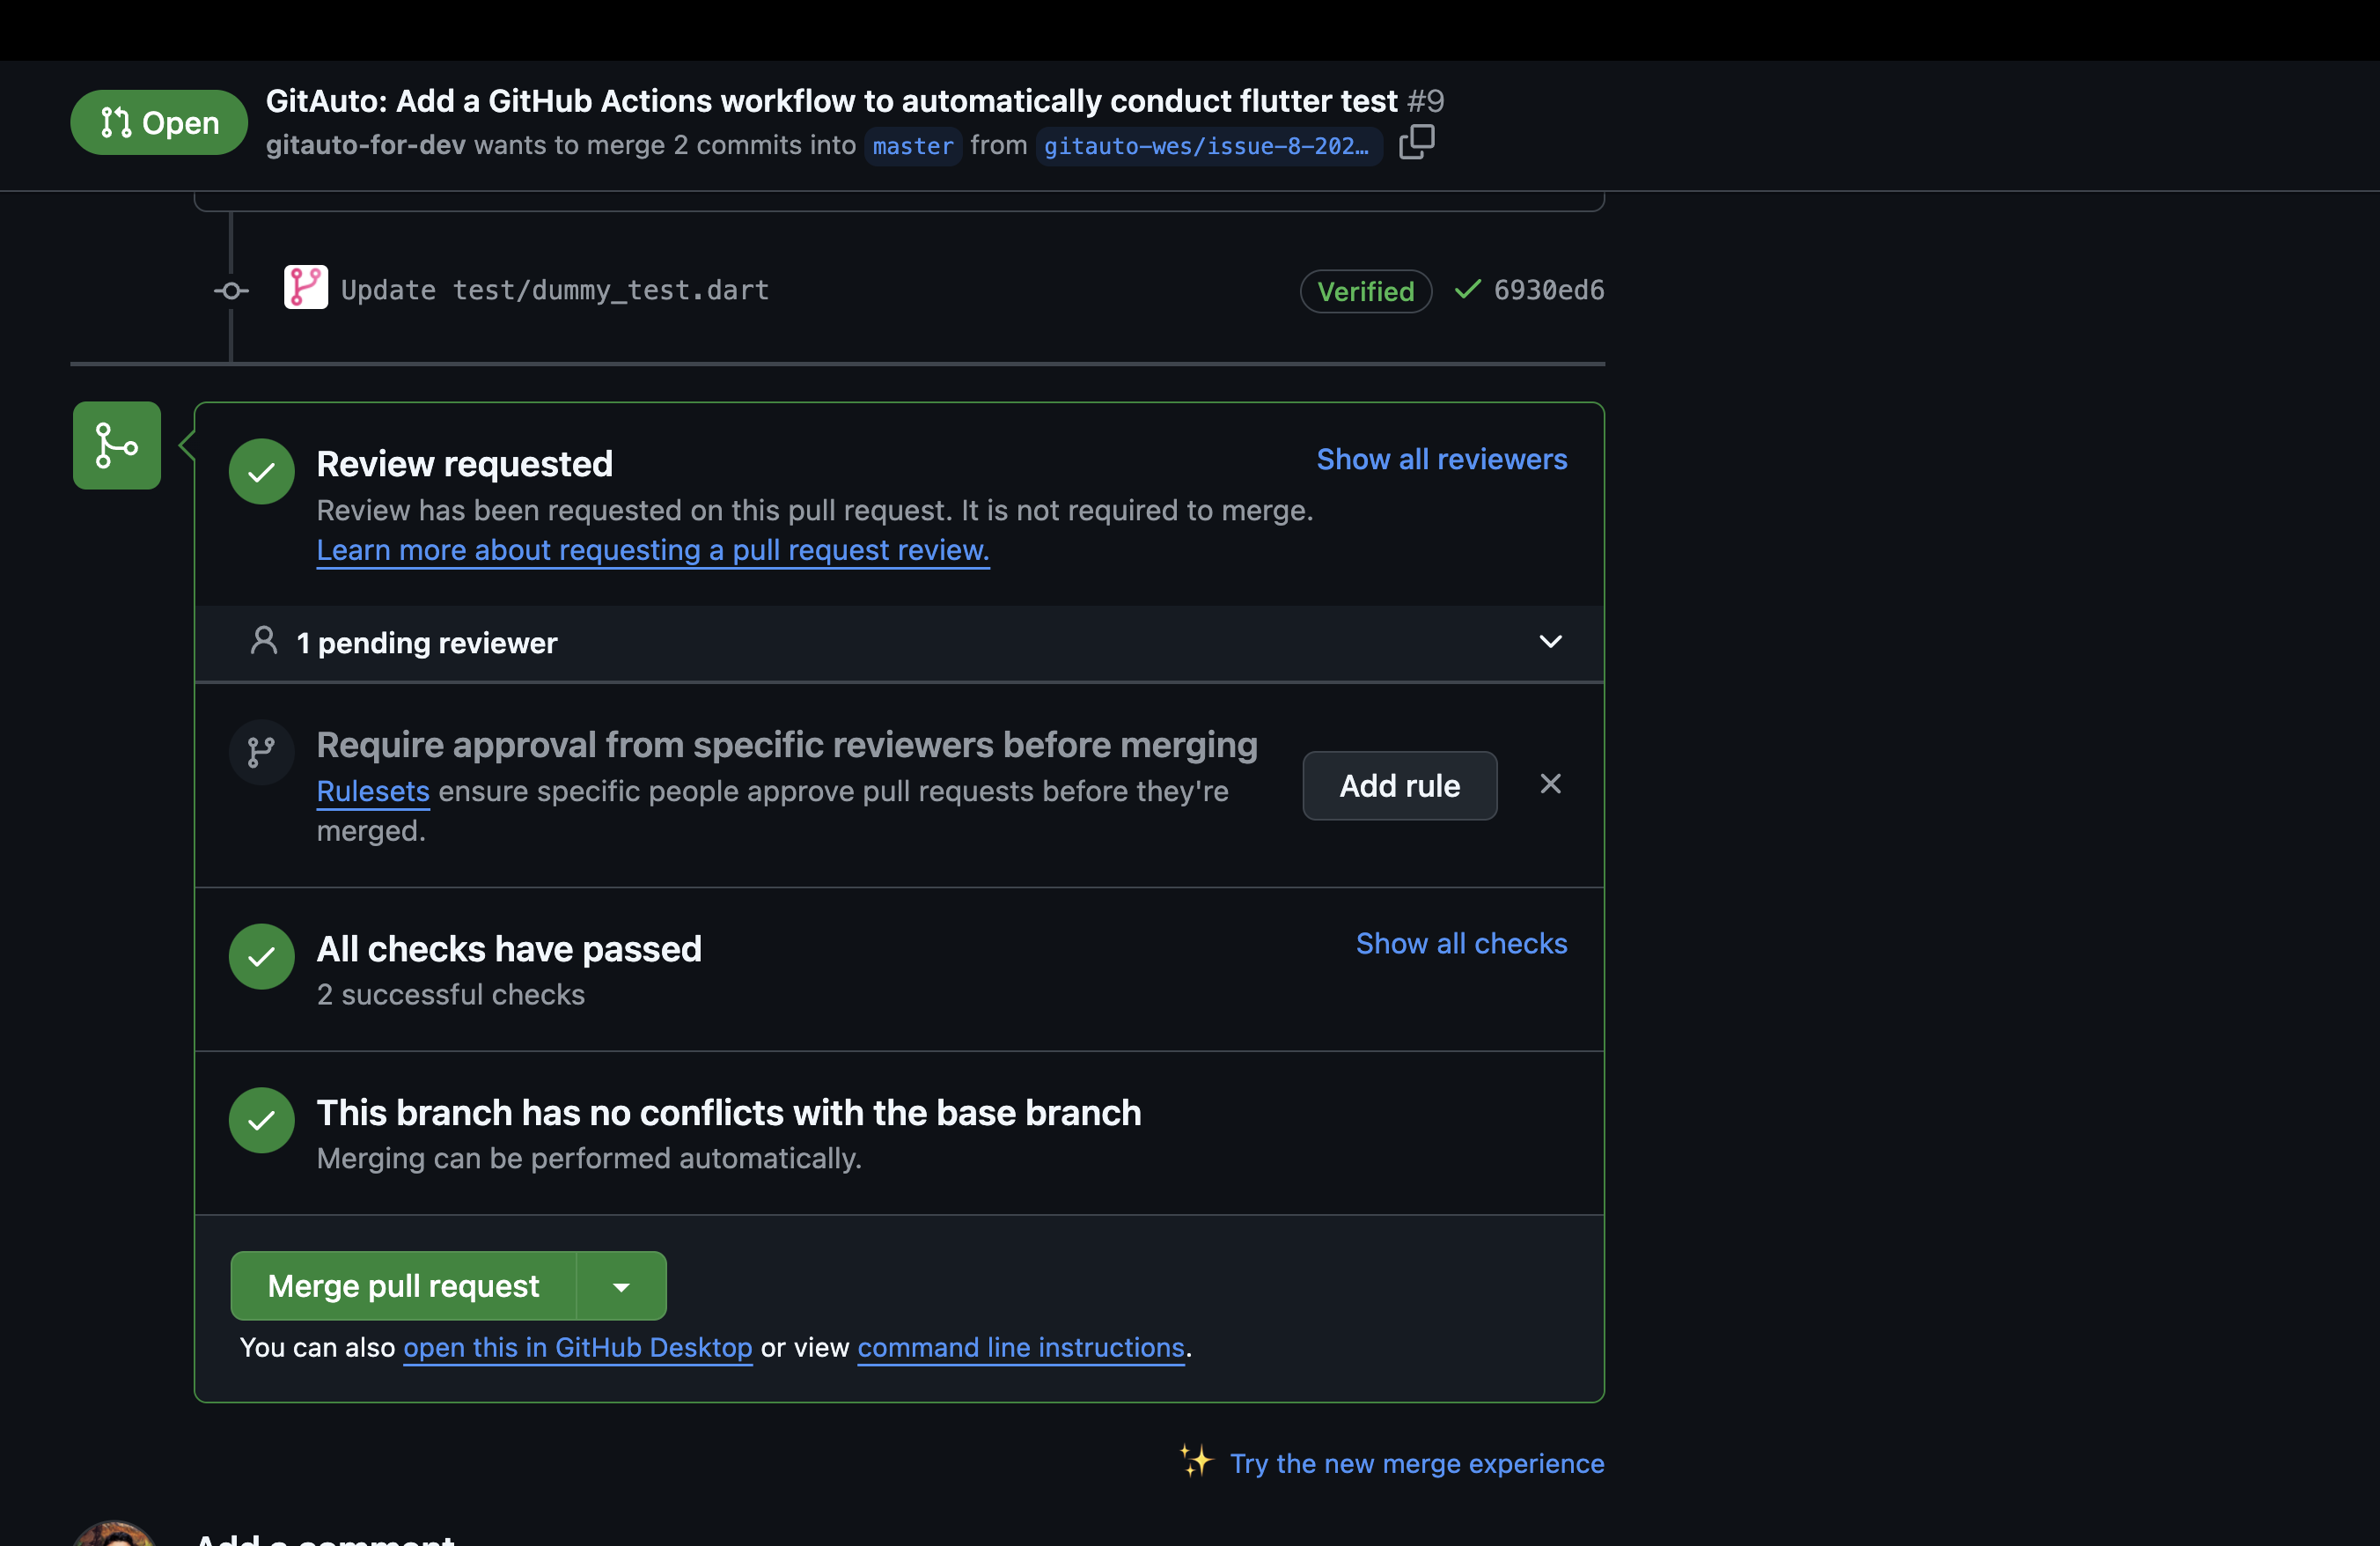 Open
GitAuto: Add a GitHub Actions workflow to automatically conduct flutter test #9
gitauto-for-dev wants to merge 2 commits into master from gitauto-wes/issue-8-202…
Update test/dummy_test.dart
Verified
6930ed6
Review requested
Show all reviewers
Review has been requested on this pull request. It is not required to merge.
Learn more about requesting a pull request review.
1 pending reviewer
Require approval from specific reviewers before merging
Rulesets ensure specific people approve pull requests before they're
merged.
Add rule
All checks have passed
Show all checks
2 successful checks
This branch has no conflicts with the base branch
Merging can be performed automatically.
Merge pull request
You can also open this in GitHub Desktop or view command line instructions.
Try the new merge experience
Add a comment